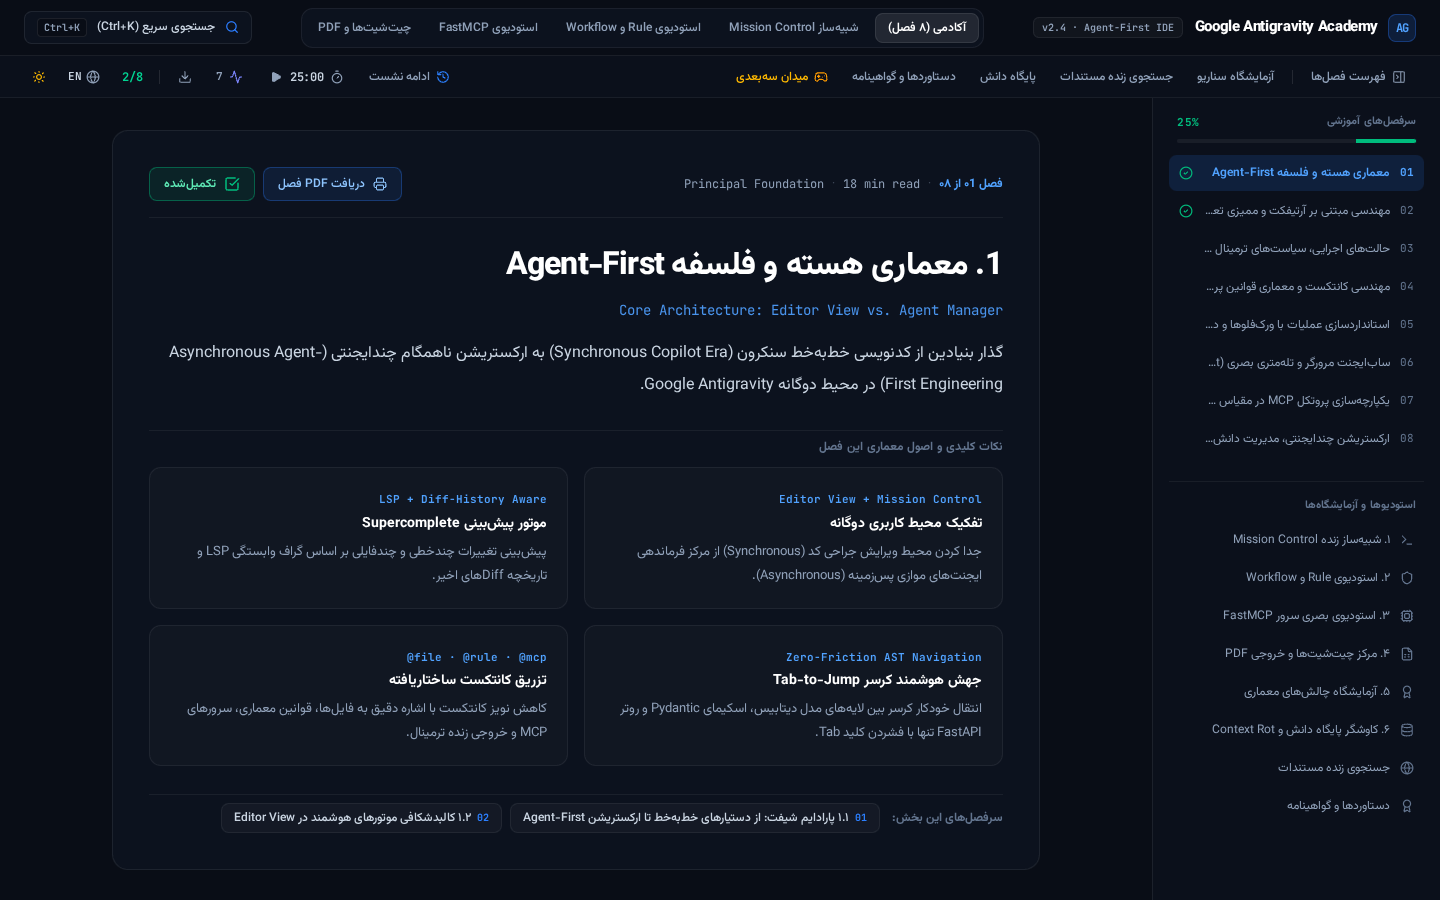 AG
Google Antigravity Academy
v2.4 · Agent-First IDE
آکادمی (۸ فصل)
شبیه‌ساز Mission Control
استودیوی Rule و Workflow
استودیوی FastMCP
چیت‌شیت‌ها و PDF
جستجوی سریع (Ctrl+K)
Ctrl+K
فهرست فصل‌ها
آزمایشگاه سناریو
جستجوی زنده مستندات
پایگاه دانش
دستاوردها و گواهینامه
میدان سه‌بعدی
ادامه نشست
25:00
7
2/8
EN
سرفصل‌های آموزشی
25%
01 معماری هسته و فلسفه Agent-First
02 مهندسی مبتنی بر آرتیفکت و ممیزی تع...
03 حالت‌های اجرایی، سیاست‌های ترمینال ...
04 مهندسی کانتکست و معماری قوانین پر...
05 استانداردسازی عملیات با ورک‌فلوها و د...
06 ساب‌ایجنت مرورگر و تله‌متری بصری (t...
07 یکپارچه‌سازی پروتکل MCP در مقیاس ...
08 ارکستریشن چندایجنتی، مدیریت دانش...
استودیوها و آزمایشگاه‌ها
۱. شبیه‌ساز زنده Mission Control
۲. استودیوی Rule و Workflow
۳. استودیوی بصری سرور FastMCP
۴. مرکز چیت‌شیت‌ها و خروجی PDF
۵. آزمایشگاه چالش‌های معماری
۶. کاوشگر پایگاه دانش و Context Rot
جستجوی زنده مستندات
دستاوردها و گواهینامه
فصل 01 از ۰۸ · 18 min read · Principal Foundation
دریافت PDF فصل
تکمیل‌شده
1. معماری هسته و فلسفه Agent-First
Core Architecture: Editor View vs. Agent Manager
گذار بنیادین از کدنویسی خط‌به‌خط سنکرون (Synchronous Copilot Era) به ارکستریشن ناهمگام چندایجنتی (Asynchronous Agent-
First Engineering) در محیط دوگانه Google Antigravity.
نکات کلیدی و اصول معماری این فصل
Editor View + Mission Control
تفکیک محیط کاربری دوگانه
جدا کردن محیط ویرایش جراحی کد (Synchronous) از مرکز فرماندهی
ایجنت‌های موازی پس‌زمینه (Asynchronous).
LSP + Diff-History Aware
موتور پیش‌بینی Supercomplete
پیش‌بینی تغییرات چندخطی و چندفایلی بر اساس گراف وابستگی LSP و
تاریخچه Diffهای اخیر.
Zero-Friction AST Navigation
جهش هوشمند کرسر Tab-to-Jump
انتقال خودکار کرسر بین لایه‌های مدل دیتابیس، اسکیمای Pydantic و روتر
FastAPI تنها با فشردن کلید Tab.
@file · @rule · @mcp
تزریق کانتکست ساختاریافته
کاهش نویز کانتکست با اشاره دقیق به فایل‌ها، قوانین معماری، سرورهای
MCP و خروجی زنده ترمینال.
سرفصل‌های این بخش:
01 ۱.۱ پارادایم شیفت: از دستیارهای خط‌به‌خط تا ارکستریشن Agent-First
02 ۱.۲ کالبدشکافی موتورهای هوشمند در Editor View